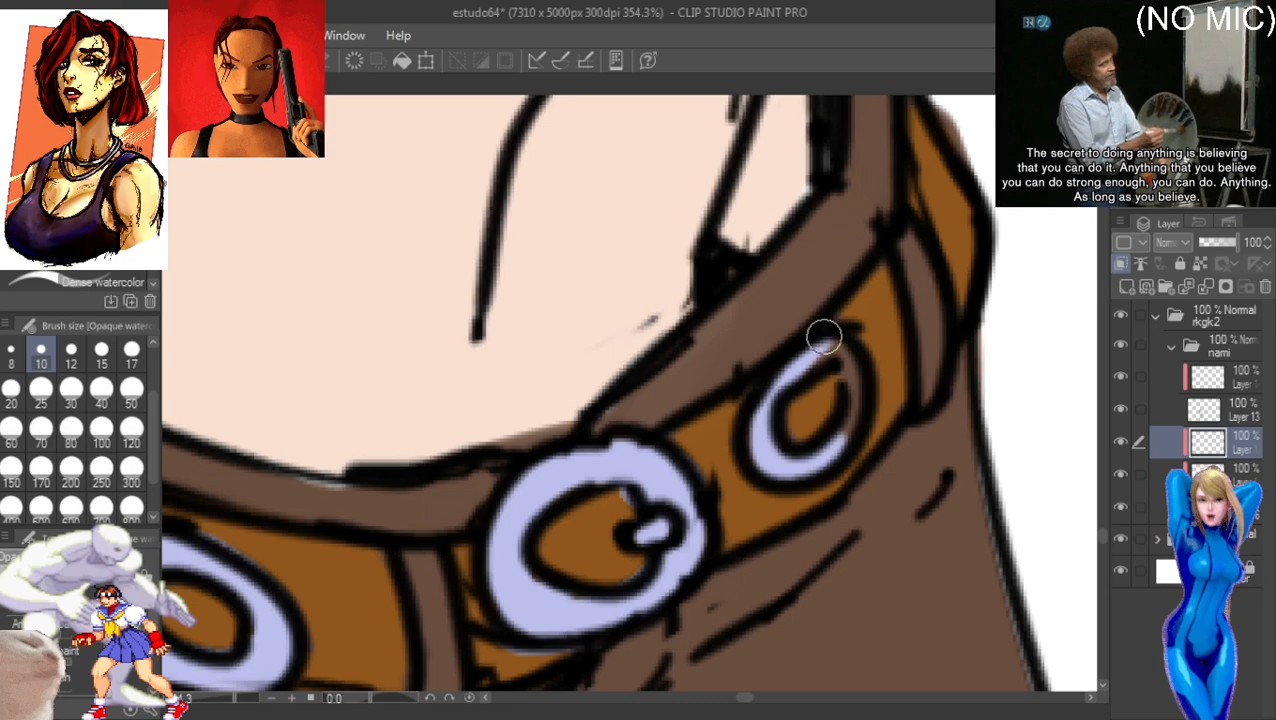 estudo64* (7310 x 5000px 300dpi 354.3%) - CLIP STUDIO PAINT PRO
(NO MIC)
Window Help
The secret to doing anything is believing
that you can do it. Anything that you believe
you can do strong enough, you can do. Anything.
As long as you believe.
Layer
100
Dense watercolor
Brush size [Opaque water
8 10 12 15 17
20 25 30 40 50
60 70 80 100 120
150 170 200 250 300
100 % Normal
rkgk2
100 % Norm
nami
100 %
Layer
100 %
Layer 13
100 %
Layer
100 %
0.0